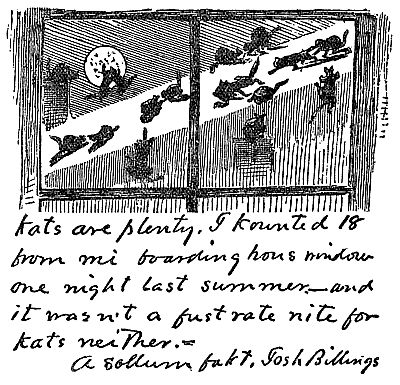 Kats are plenty. I kounted 18
from mi boarding hous window
one night last summer—and
it wasn't a fust rate nite for
kats neither.—
A sollum fakt, Josh Billings